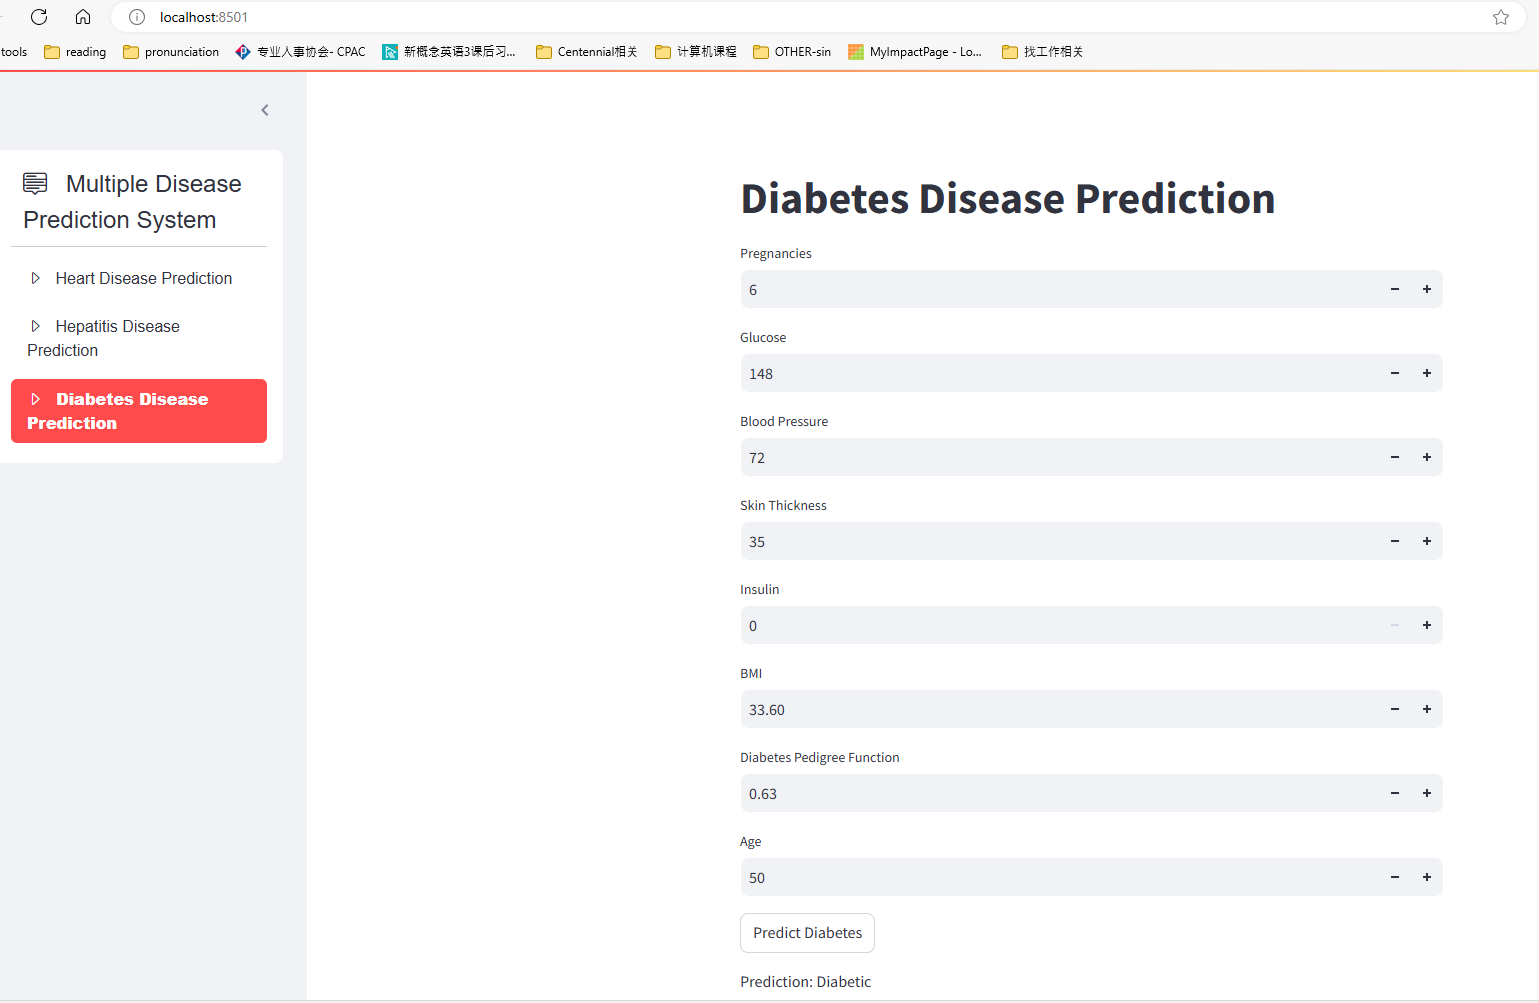 localhost:8501
tools reading pronunciation 专业人事协会- CPAC 新概念英语3课后习... Centennial相关 计算机课程 OTHER-sin MyImpactPage - Lo... 找工作相关
Multiple Disease
Prediction System
Heart Disease Prediction
Hepatitis Disease
Prediction
Diabetes Disease
Prediction
Diabetes Disease Prediction
Pregnancies
6
Glucose
148
Blood Pressure
72
Skin Thickness
35
Insulin
0
BMI
33.60
Diabetes Pedigree Function
0.63
Age
50
Predict Diabetes
Prediction: Diabetic